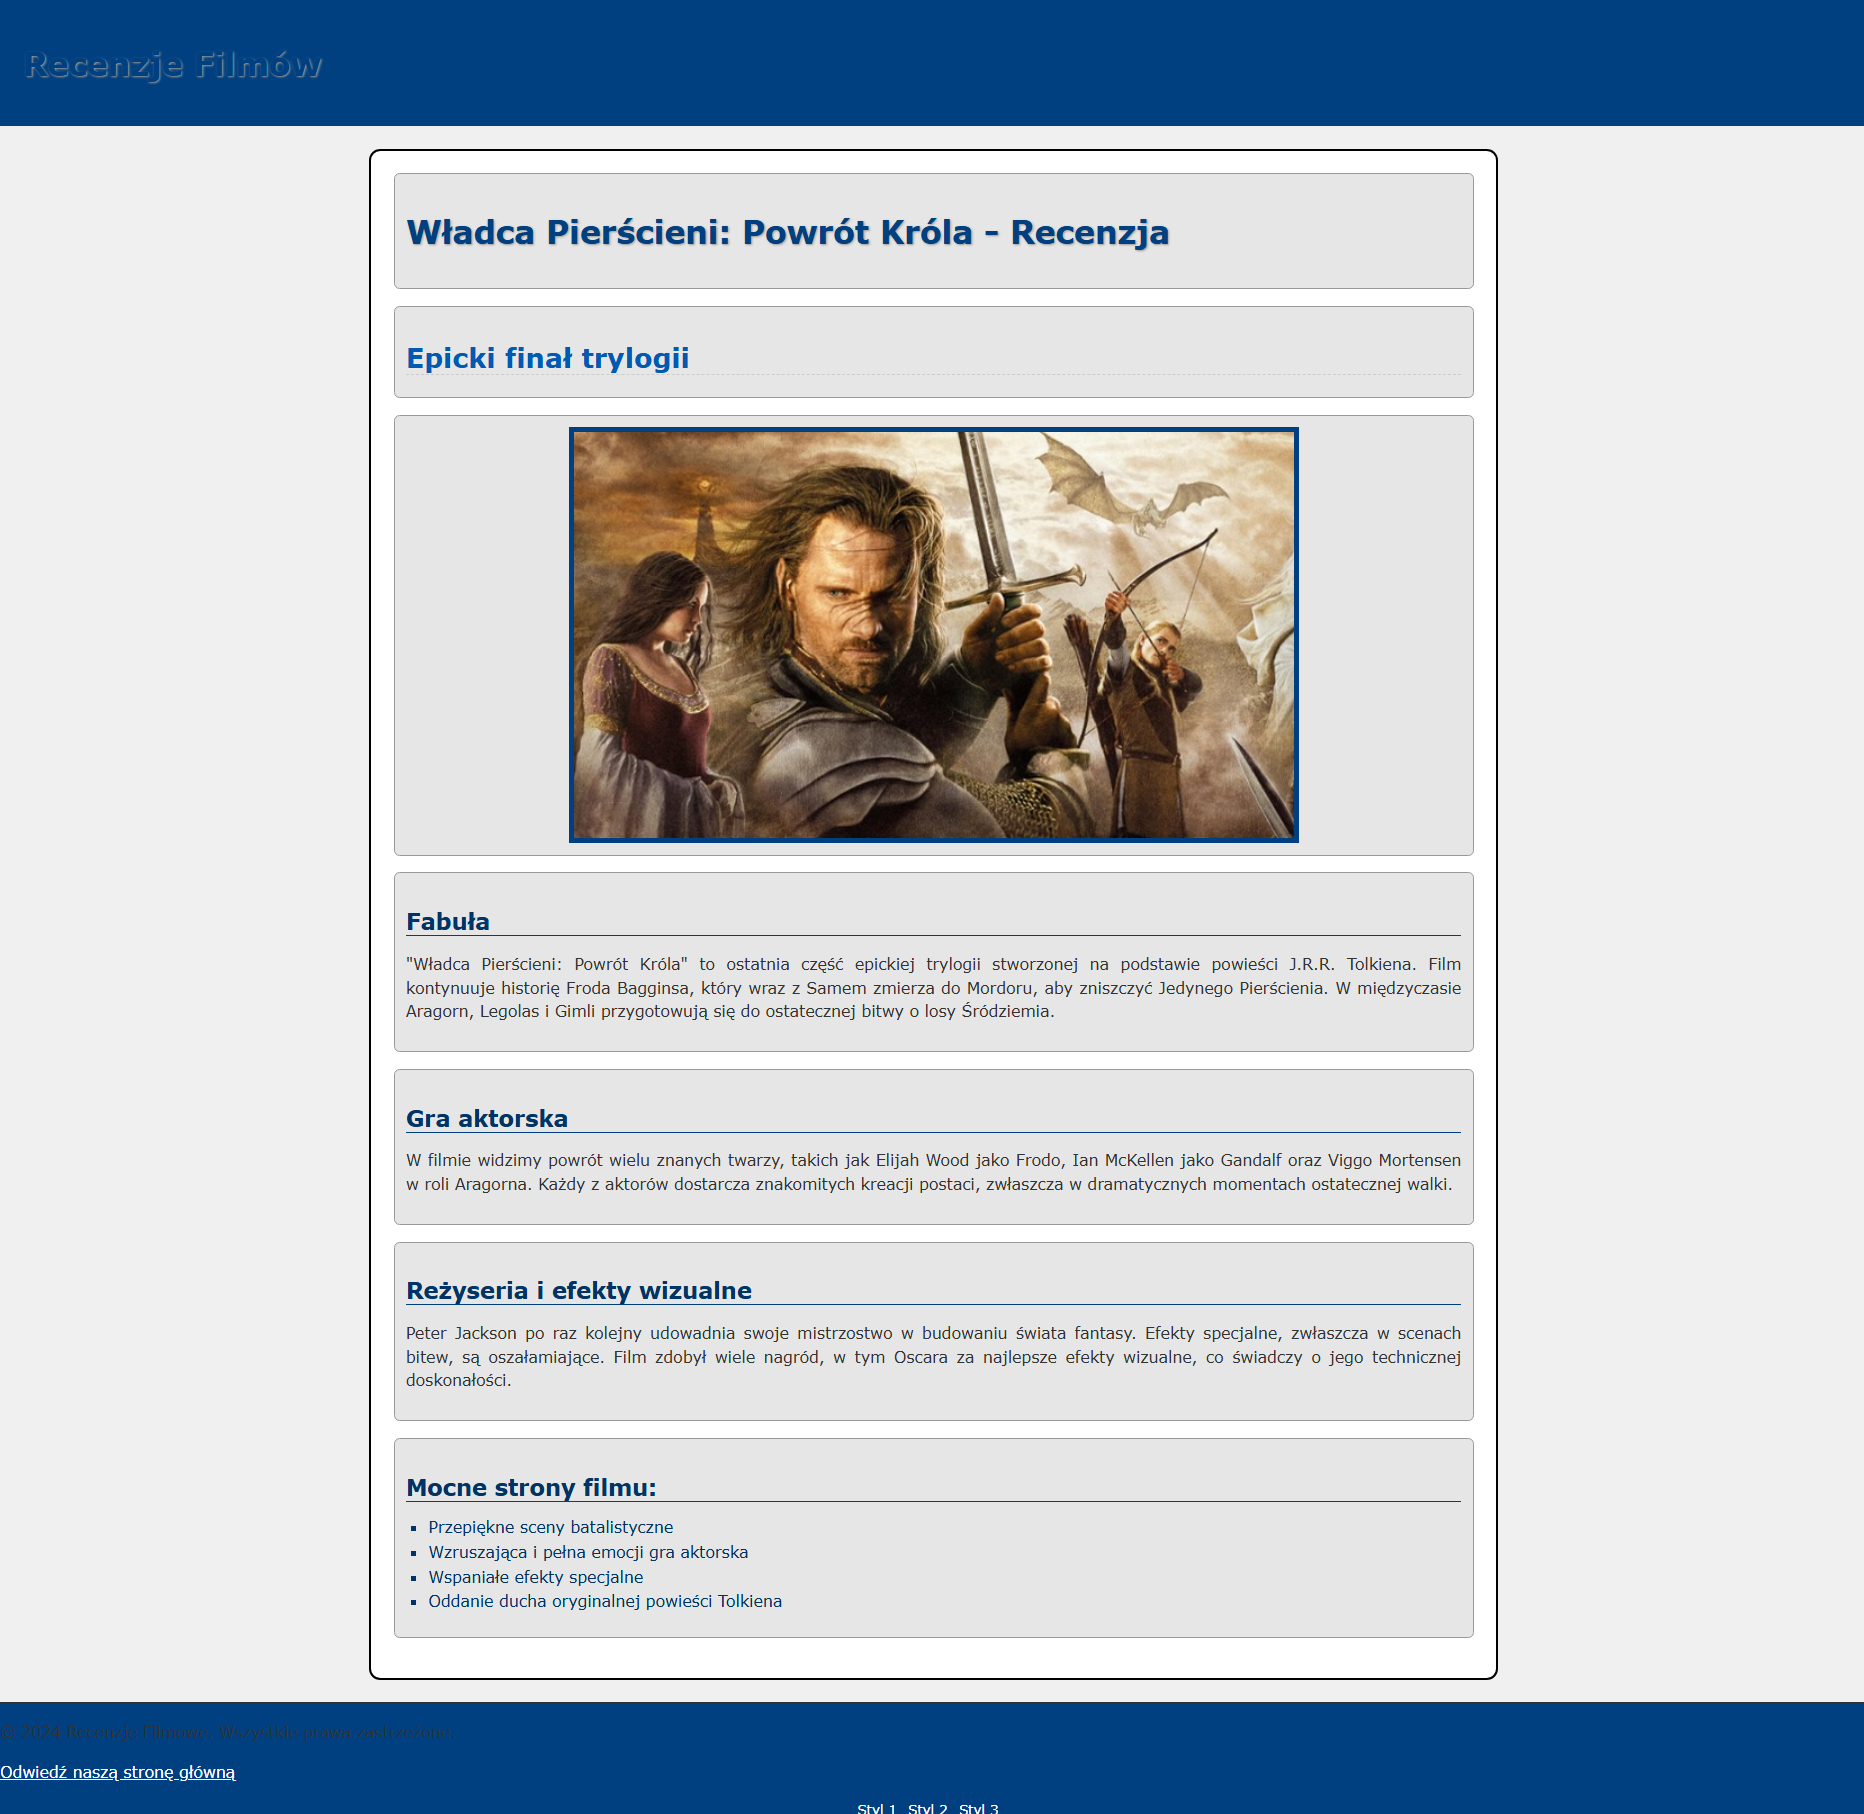 Recenzje Filmów
Władca Pierścieni: Powrót Króla - Recenzja
Epicki finał trylogii
Fabuła
"Władca Pierścieni: Powrót Króla" to ostatnia część epickiej trylogii stworzonej na podstawie powieści J.R.R. Tolkiena. Film
kontynuuje historię Froda Bagginsa, który wraz z Samem zmierza do Mordoru, aby zniszczyć Jedynego Pierścienia. W międzyczasie
Aragorn, Legolas i Gimli przygotowują się do ostatecznej bitwy o losy Śródziemia.
Gra aktorska
W filmie widzimy powrót wielu znanych twarzy, takich jak Elijah Wood jako Frodo, Ian McKellen jako Gandalf oraz Viggo Mortensen
w roli Aragorna. Każdy z aktorów dostarcza znakomitych kreacji postaci, zwłaszcza w dramatycznych momentach ostatecznej walki.
Reżyseria i efekty wizualne
Peter Jackson po raz kolejny udowadnia swoje mistrzostwo w budowaniu świata fantasy. Efekty specjalne, zwłaszcza w scenach
bitew, są oszałamiające. Film zdobył wiele nagród, w tym Oscara za najlepsze efekty wizualne, co świadczy o jego technicznej
doskonałości.
Mocne strony filmu:
Przepiękne sceny batalistyczne
Wzruszająca i pełna emocji gra aktorska
Wspaniałe efekty specjalne
Oddanie ducha oryginalnej powieści Tolkiena
© 2024 Recenzje Filmowe. Wszystkie prawa zastrzeżone.
Odwiedź naszą stronę główną
Styl 1 Styl 2 Styl 3